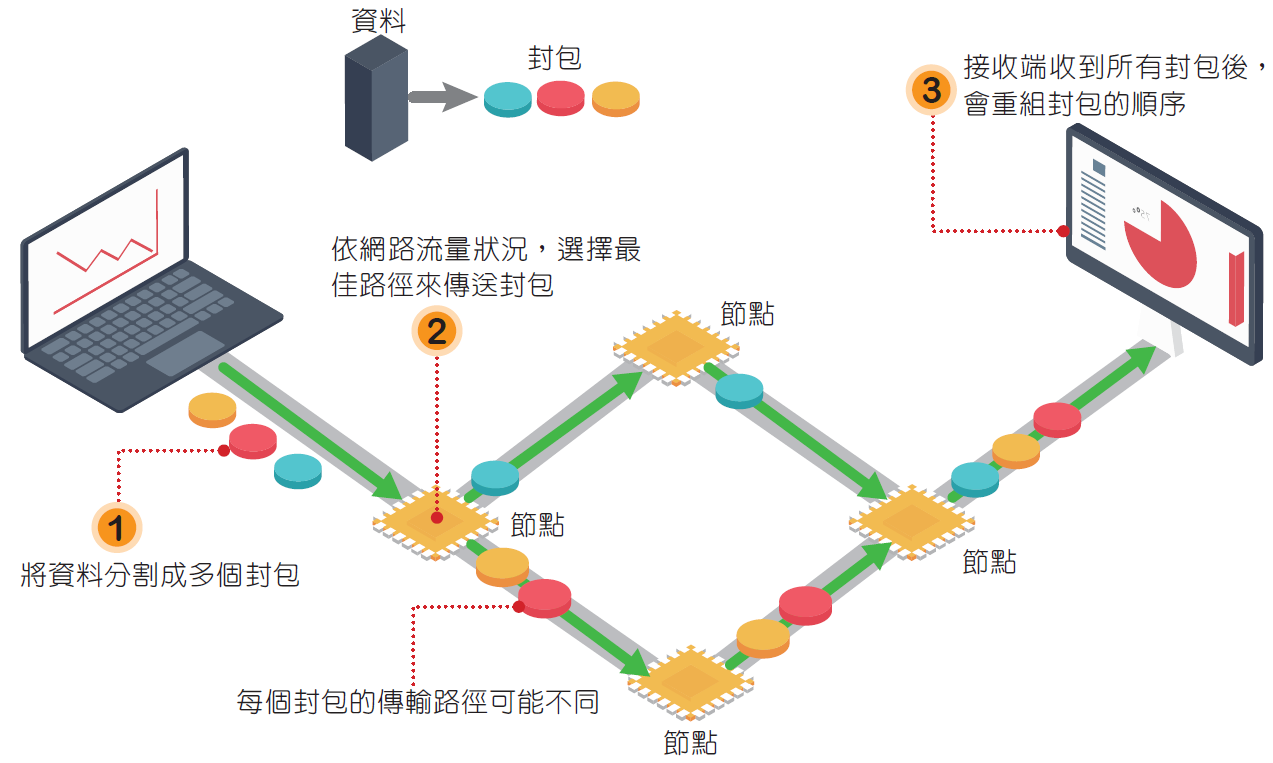 資料
封包
3
接收端收到所有封包後，
會重組封包的順序
依網路流量狀況，選擇最
佳路徑來傳送封包
2
節點
節點
節點
1
將資料分割成多個封包
每個封包的傳輸路徑可能不同
節點